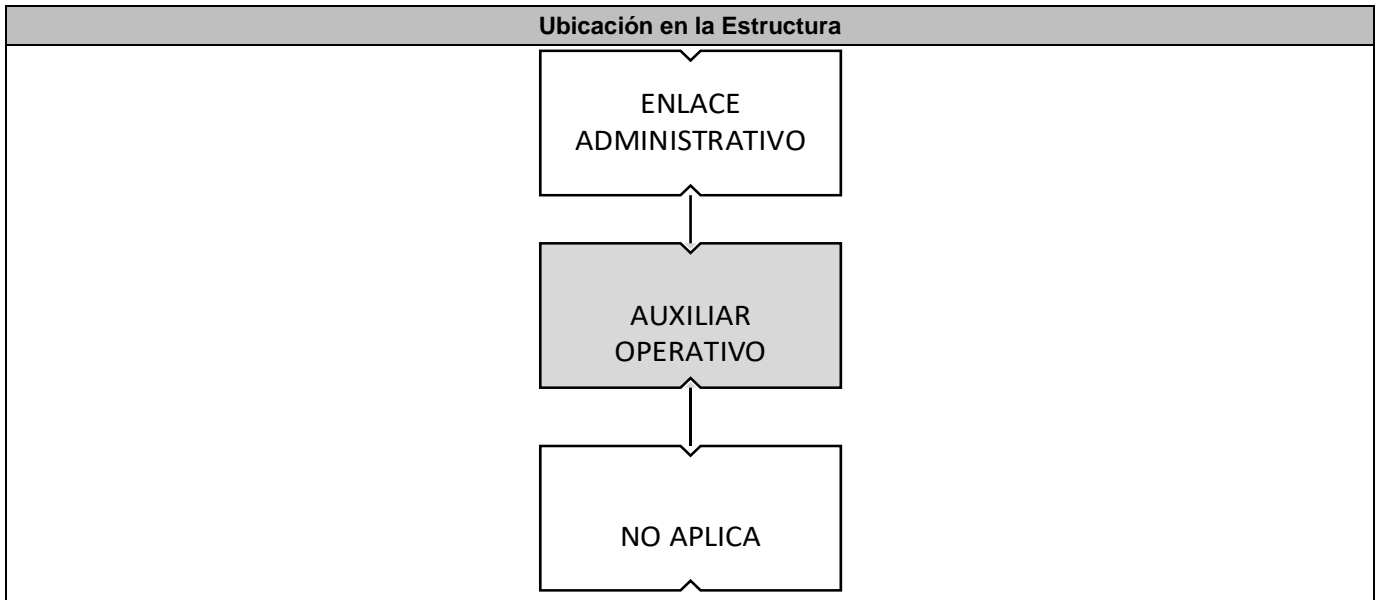 Ubicación en la Estructura
ENLACE
ADMINISTRATIVO
AUXILIAR
OPERATIVO
NO APLICA